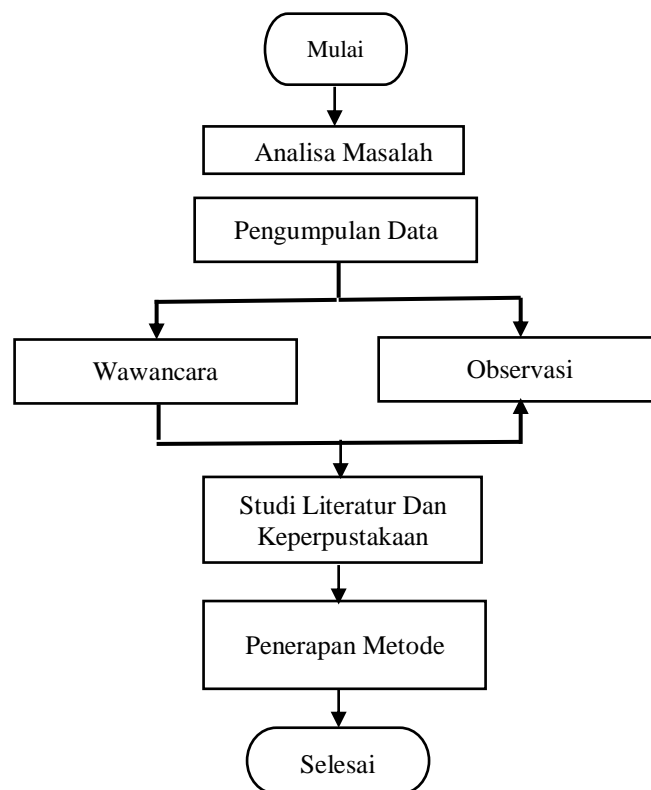 Mulai
Analisa Masalah
Pengumpulan Data
Wawancara
Observasi
Studi Literatur Dan
Keperpustakaan
Penerapan Metode
Selesai